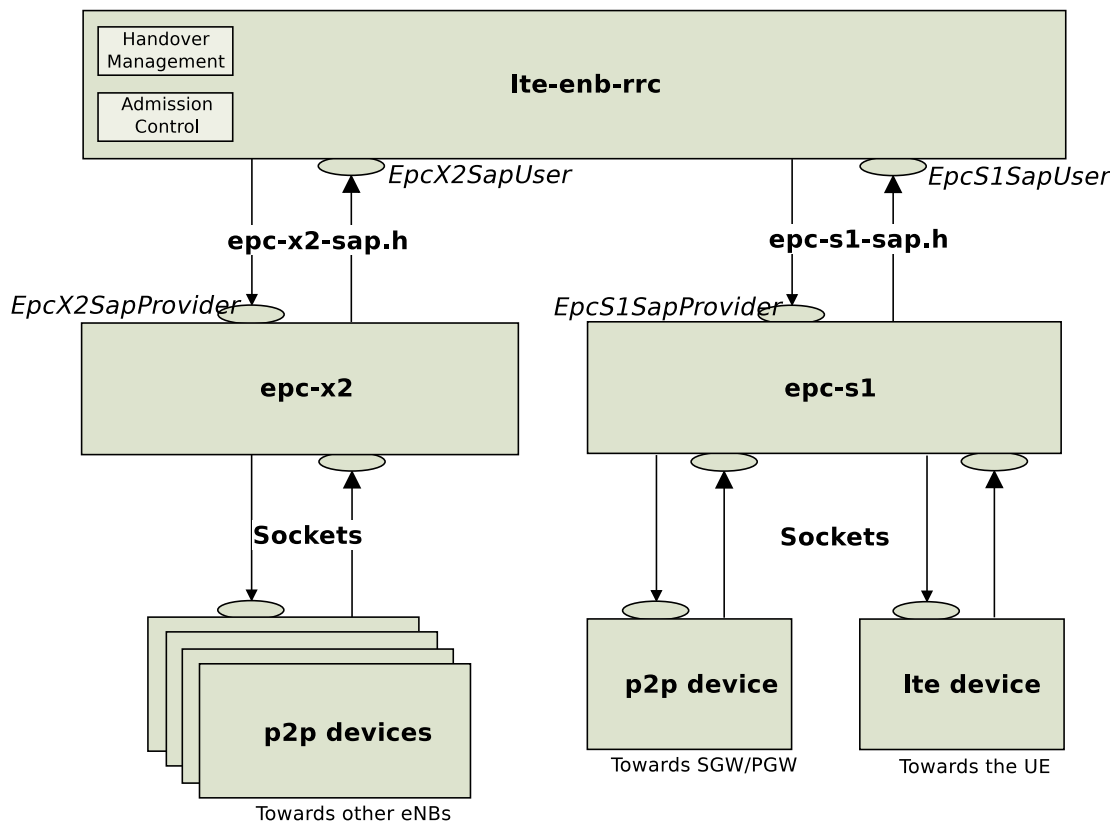 Handover
Management
lte-enb-rrc
Admission
Control
EpcX2SapUser
EpcS1SapUser
epc-x2-sap.h
epc-s1-sap.h
EpcX2SapProvider
EpcS1SapProvider
epc-x2
epc-s1
Sockets
Sockets
p2p devices
p2p device
lte device
Towards SGW/PGW
Towards the UE
Towards other eNBs